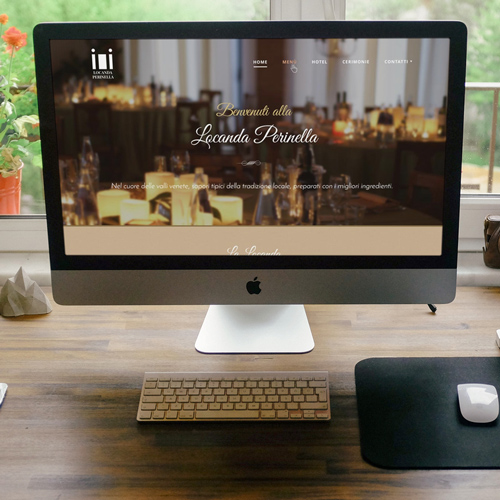 LOCANDA
PERINELLA
HOME MENÙ HOTEL CERIMONIE CONTATTI
Benvenuti alla
Locanda Perinella
Nel cuore delle valli venete, sapori tipici della tradizione locale, preparati con i migliori ingredienti.
La Locanda